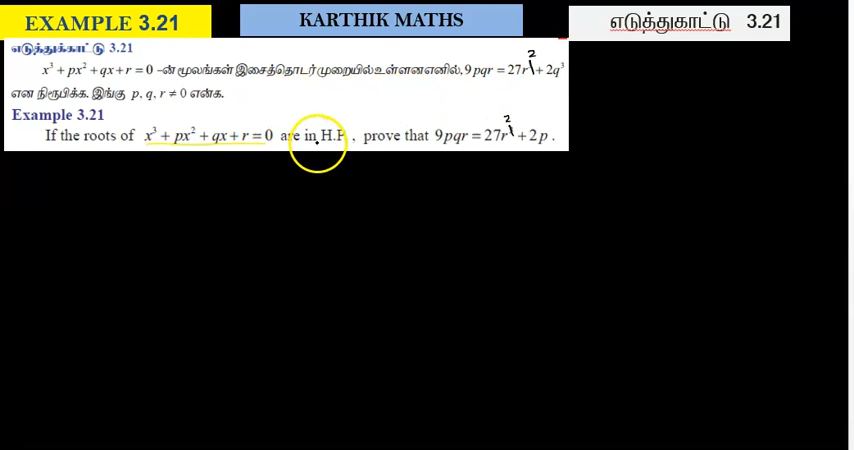 EXAMPLE 3.21
KARTHIK MATHS
எடுத்துகாட்டு 3.21
எடுத்துக்காட்டு 3.21
x³ + px² + qx + r = 0 -ன் மூலங்கள் இசைத்தொடர்முறையில் உள்ளன எனில், 9pqr = 27r² + 2q³
என நிரூபிக்க. இங்கு p, q, r ≠ 0 என்க.
Example 3.21
If the roots of x³ + px² + qx + r = 0 are in H.P. , prove that 9pqr = 27r² + 2p .